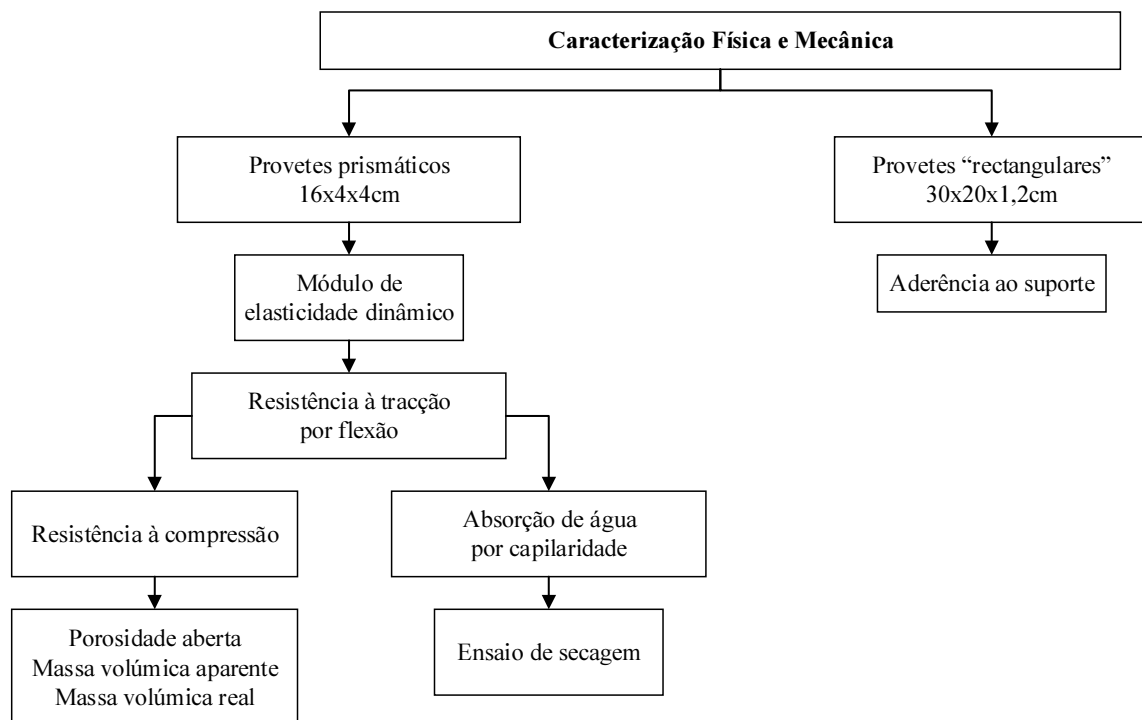 Caracterização Física e Mecânica
Provetes prismáticos
16x4x4cm
Provetes “rectangulares”
30x20x1,2cm
Módulo de
elasticidade dinâmico
Aderência ao suporte
Resistência à tracção
por flexão
Resistência à compressão
Absorção de água
por capilaridade
Porosidade aberta
Massa volúmica aparente
Massa volúmica real
Ensaio de secagem